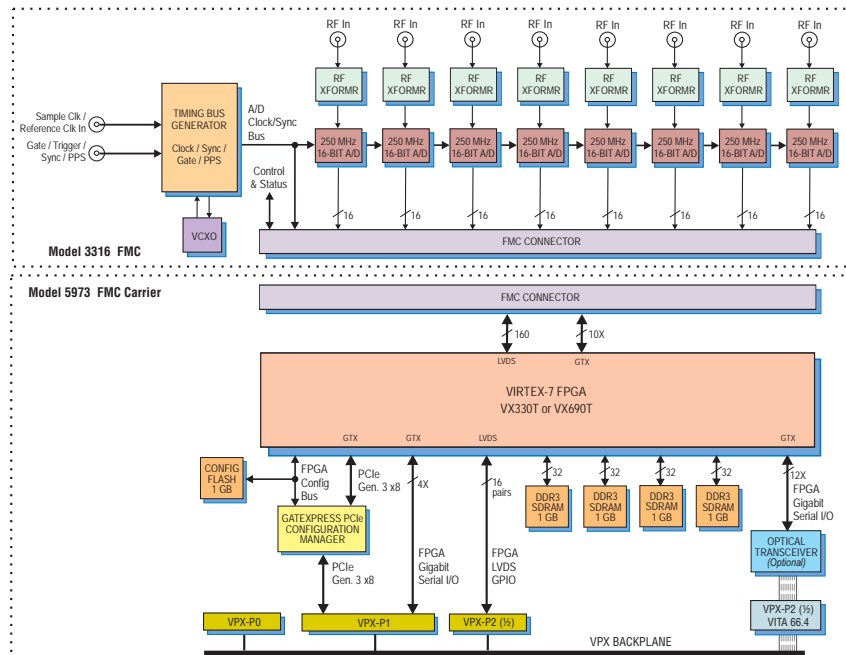 RF In RF In RF In RF In RF In RF In RF In RF In
RF XFORMR
RF XFORMR
RF XFORMR
RF XFORMR
RF XFORMR
RF XFORMR
RF XFORMR
RF XFORMR
Sample Clk /
Reference Clk In
Gate / Trigger /
Sync / PPS
TIMING BUS
GENERATOR
Clock / Sync /
Gate / PPS
A/D
Clock/Sync
Bus
250 MHz
16-BIT A/D
250 MHz
16-BIT A/D
250 MHz
16-BIT A/D
250 MHz
16-BIT A/D
250 MHz
16-BIT A/D
250 MHz
16-BIT A/D
250 MHz
16-BIT A/D
250 MHz
16-BIT A/D
Control
& Status
16 16 16 16 16 16 16 16
VCXO
Model 3316 FMC
FMC CONNECTOR
Model 5973 FMC Carrier
FMC CONNECTOR
160 10X
LVDS GTX
VIRTEX-7 FPGA
VX330T or VX690T
GTX GTX LVDS GTX
CONFIG
FLASH
1 GB
FPGA
Config
Bus
PCIe
Gen. 3 x8
4X
16
pairs
32 32 32 32
12X
DDR3
SDRAM
1 GB
DDR3
SDRAM
1 GB
DDR3
SDRAM
1 GB
DDR3
SDRAM
1 GB
FPGA
Gigabit
Serial I/O
GATEXPRESS PCIe
CONFIGURATION
MANAGER
OPTICAL
TRANSCEIVER
(Optional)
PCIe
Gen. 3 x8
FPGA
Gigabit
Serial I/O
FPGA
LVDS
GPIO
VPX-P0
VPX-P1
VPX-P2 (½)
VPX-P2 (½)
VITA 66.4
VPX BACKPLANE